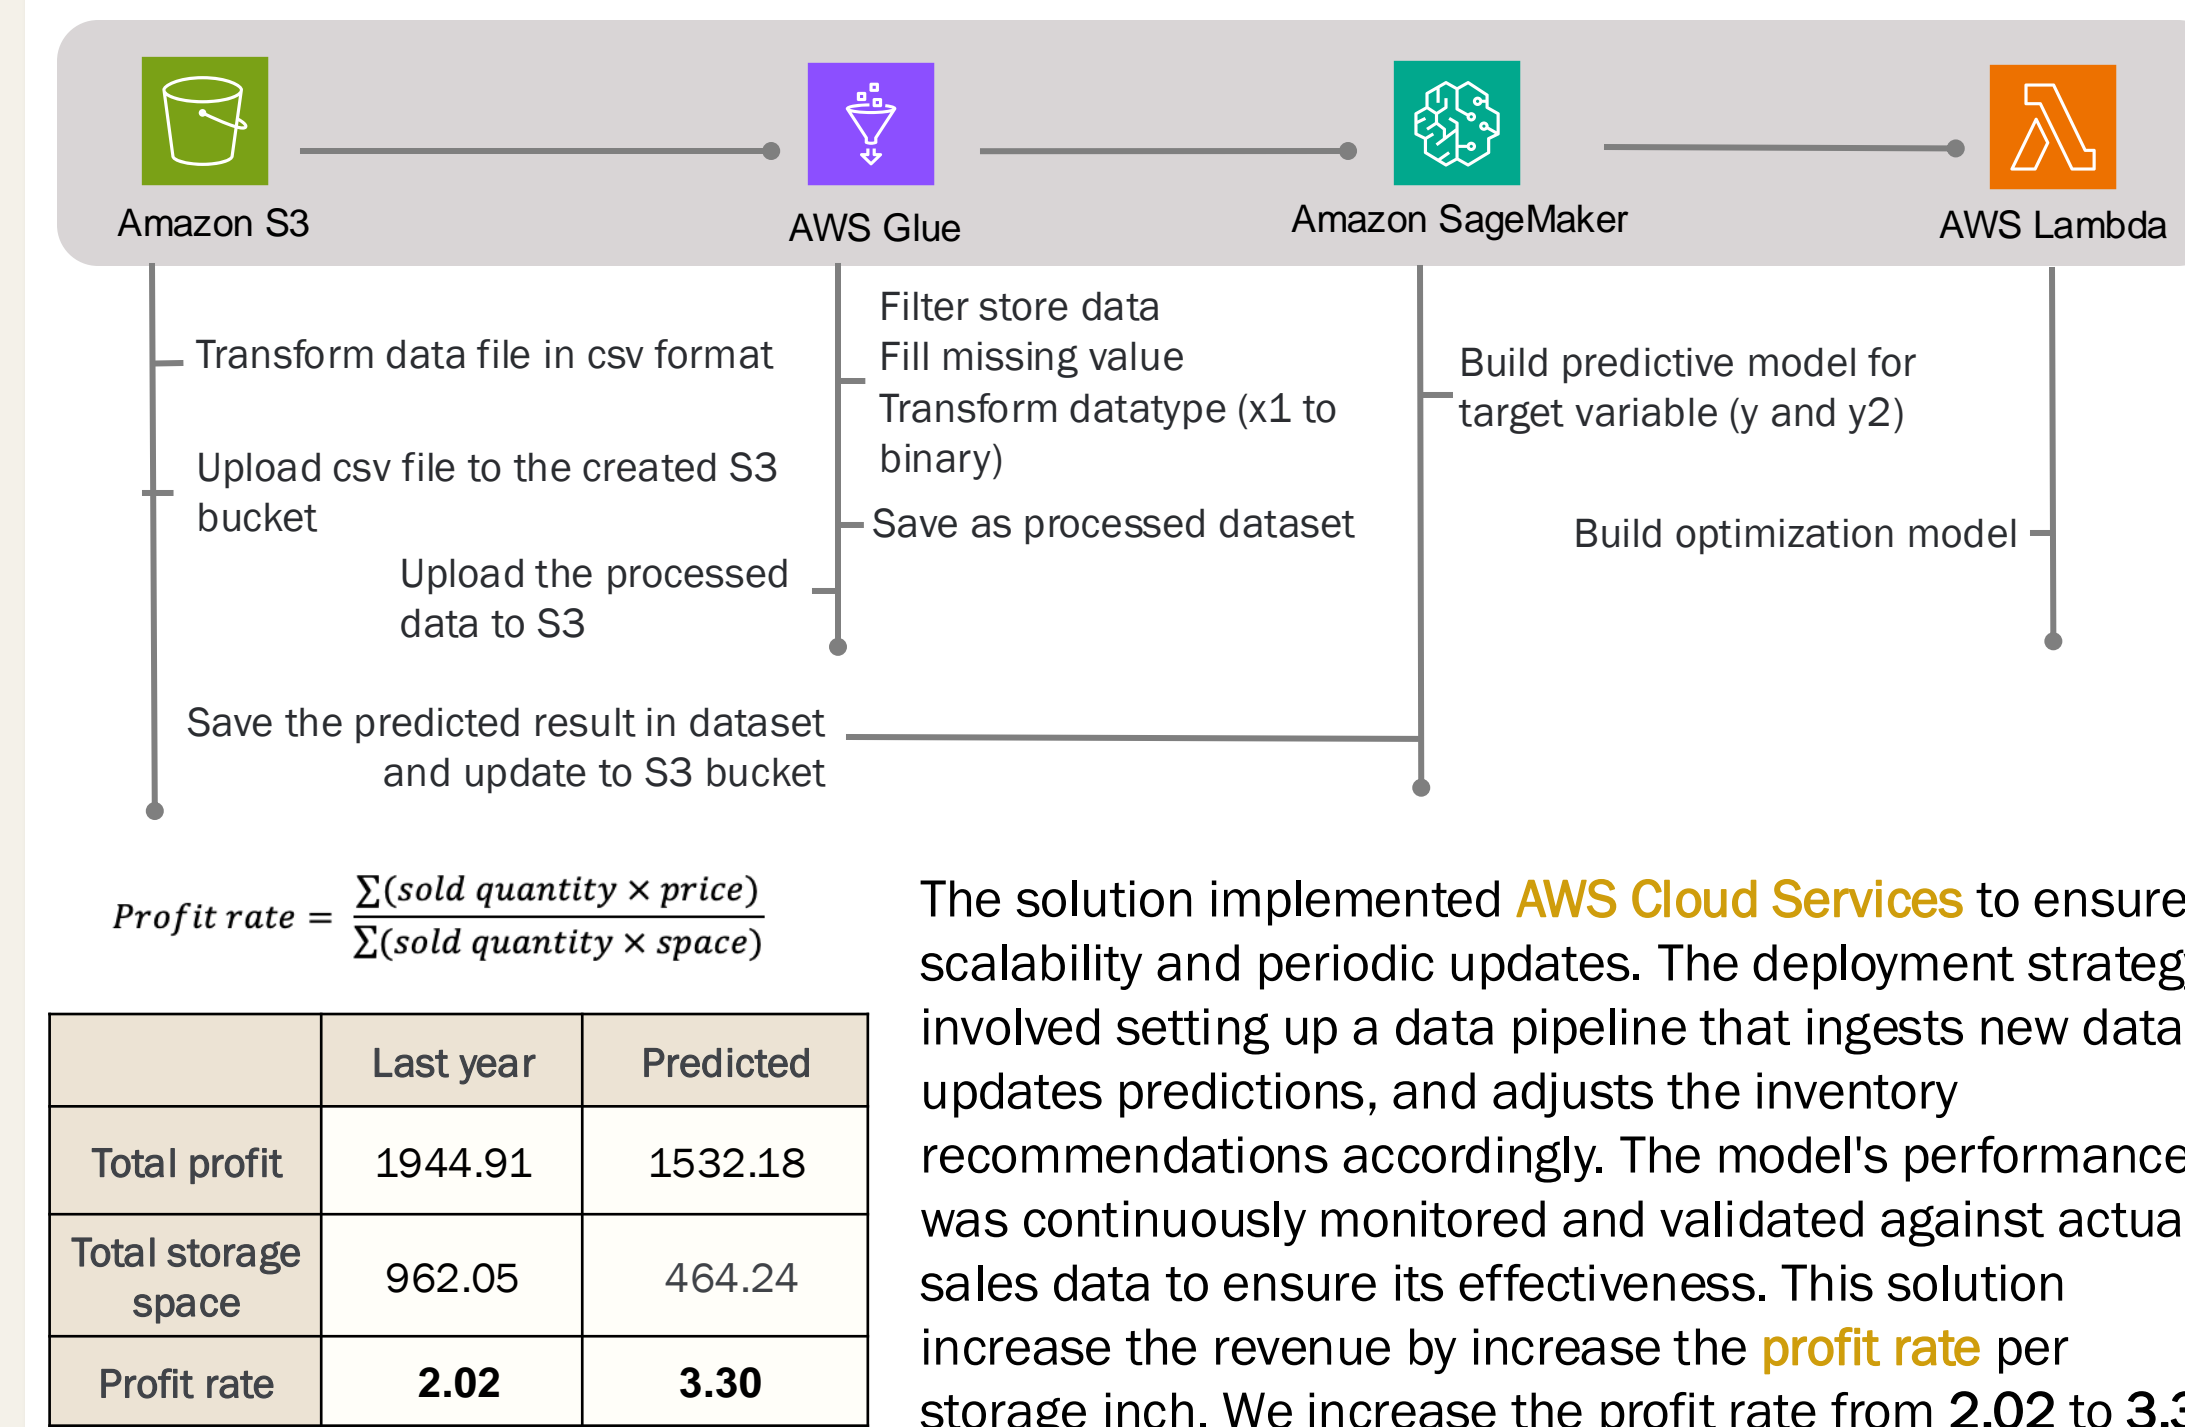 Amazon S3
AWS Glue
Amazon SageMaker
AWS Lambda
Transform data file in csv format
Upload csv file to the created S3
bucket
Filter store data
Fill missing value
Transform datatype (x1 to
binary)
Save as processed dataset
Upload the processed
data to S3
Build predictive model for
target variable (y and y2)
Save the predicted result in dataset
and update to S3 bucket
Build optimization model
Profit rate = ∑(sold quantity × price) / ∑(sold quantity × space)
Last year Predicted
Total profit 1944.91 1532.18
Total storage
space 962.05 464.24
Profit rate 2.02 3.30
The solution implemented AWS Cloud Services to ensure
scalability and periodic updates. The deployment strategy
involved setting up a data pipeline that ingests new data
updates predictions, and adjusts the inventory
recommendations accordingly. The model's performance
was continuously monitored and validated against actua
sales data to ensure its effectiveness. This solution
increase the revenue by increase the profit rate per
storage inch. We increase the profit rate from 2.02 to 3.3